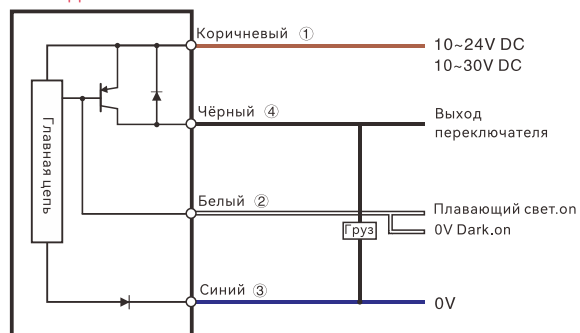 Коричневый ①
10~24V DC
10~30V DC
Чёрный ④
Выход
переключателя
Главная цепь
Белый ②
Плавающий свет.on
0V Dark.on
Груз
Синий ③
0V